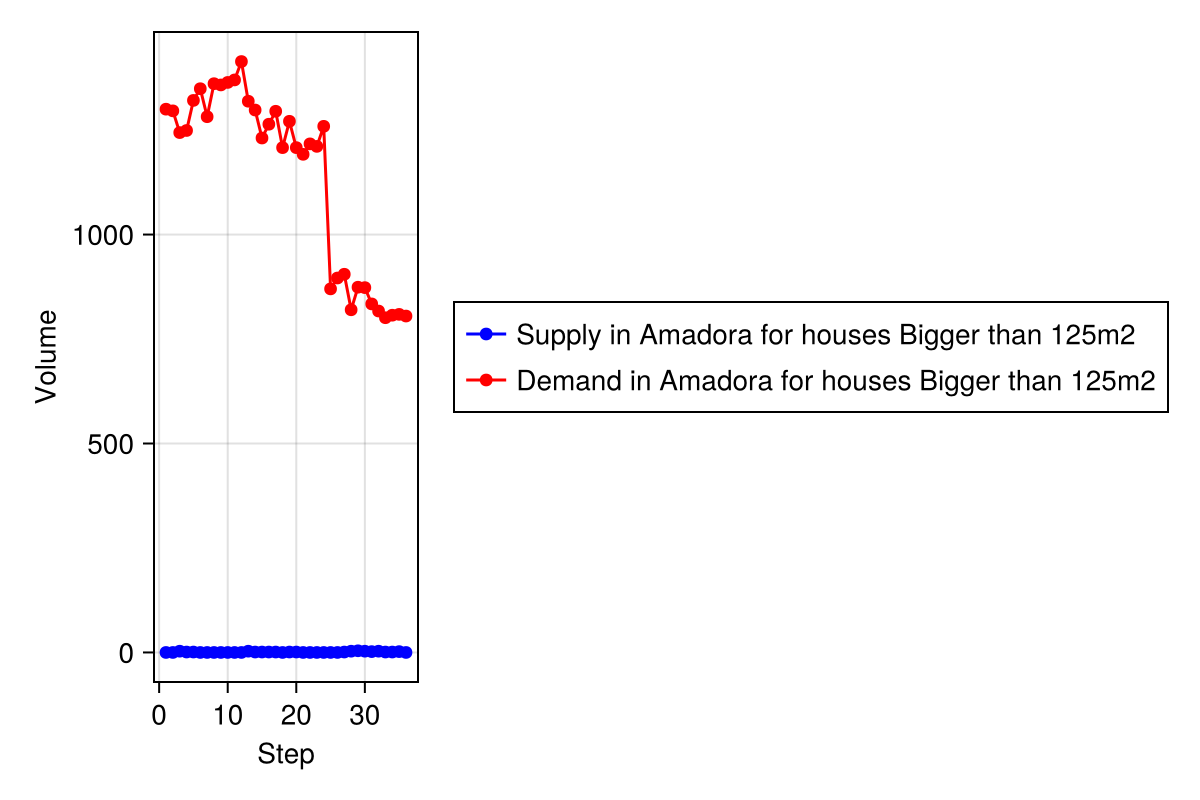 Volume
1000
500
0
0 10 20 30
Step
Supply in Amadora for houses Bigger than 125m2
Demand in Amadora for houses Bigger than 125m2